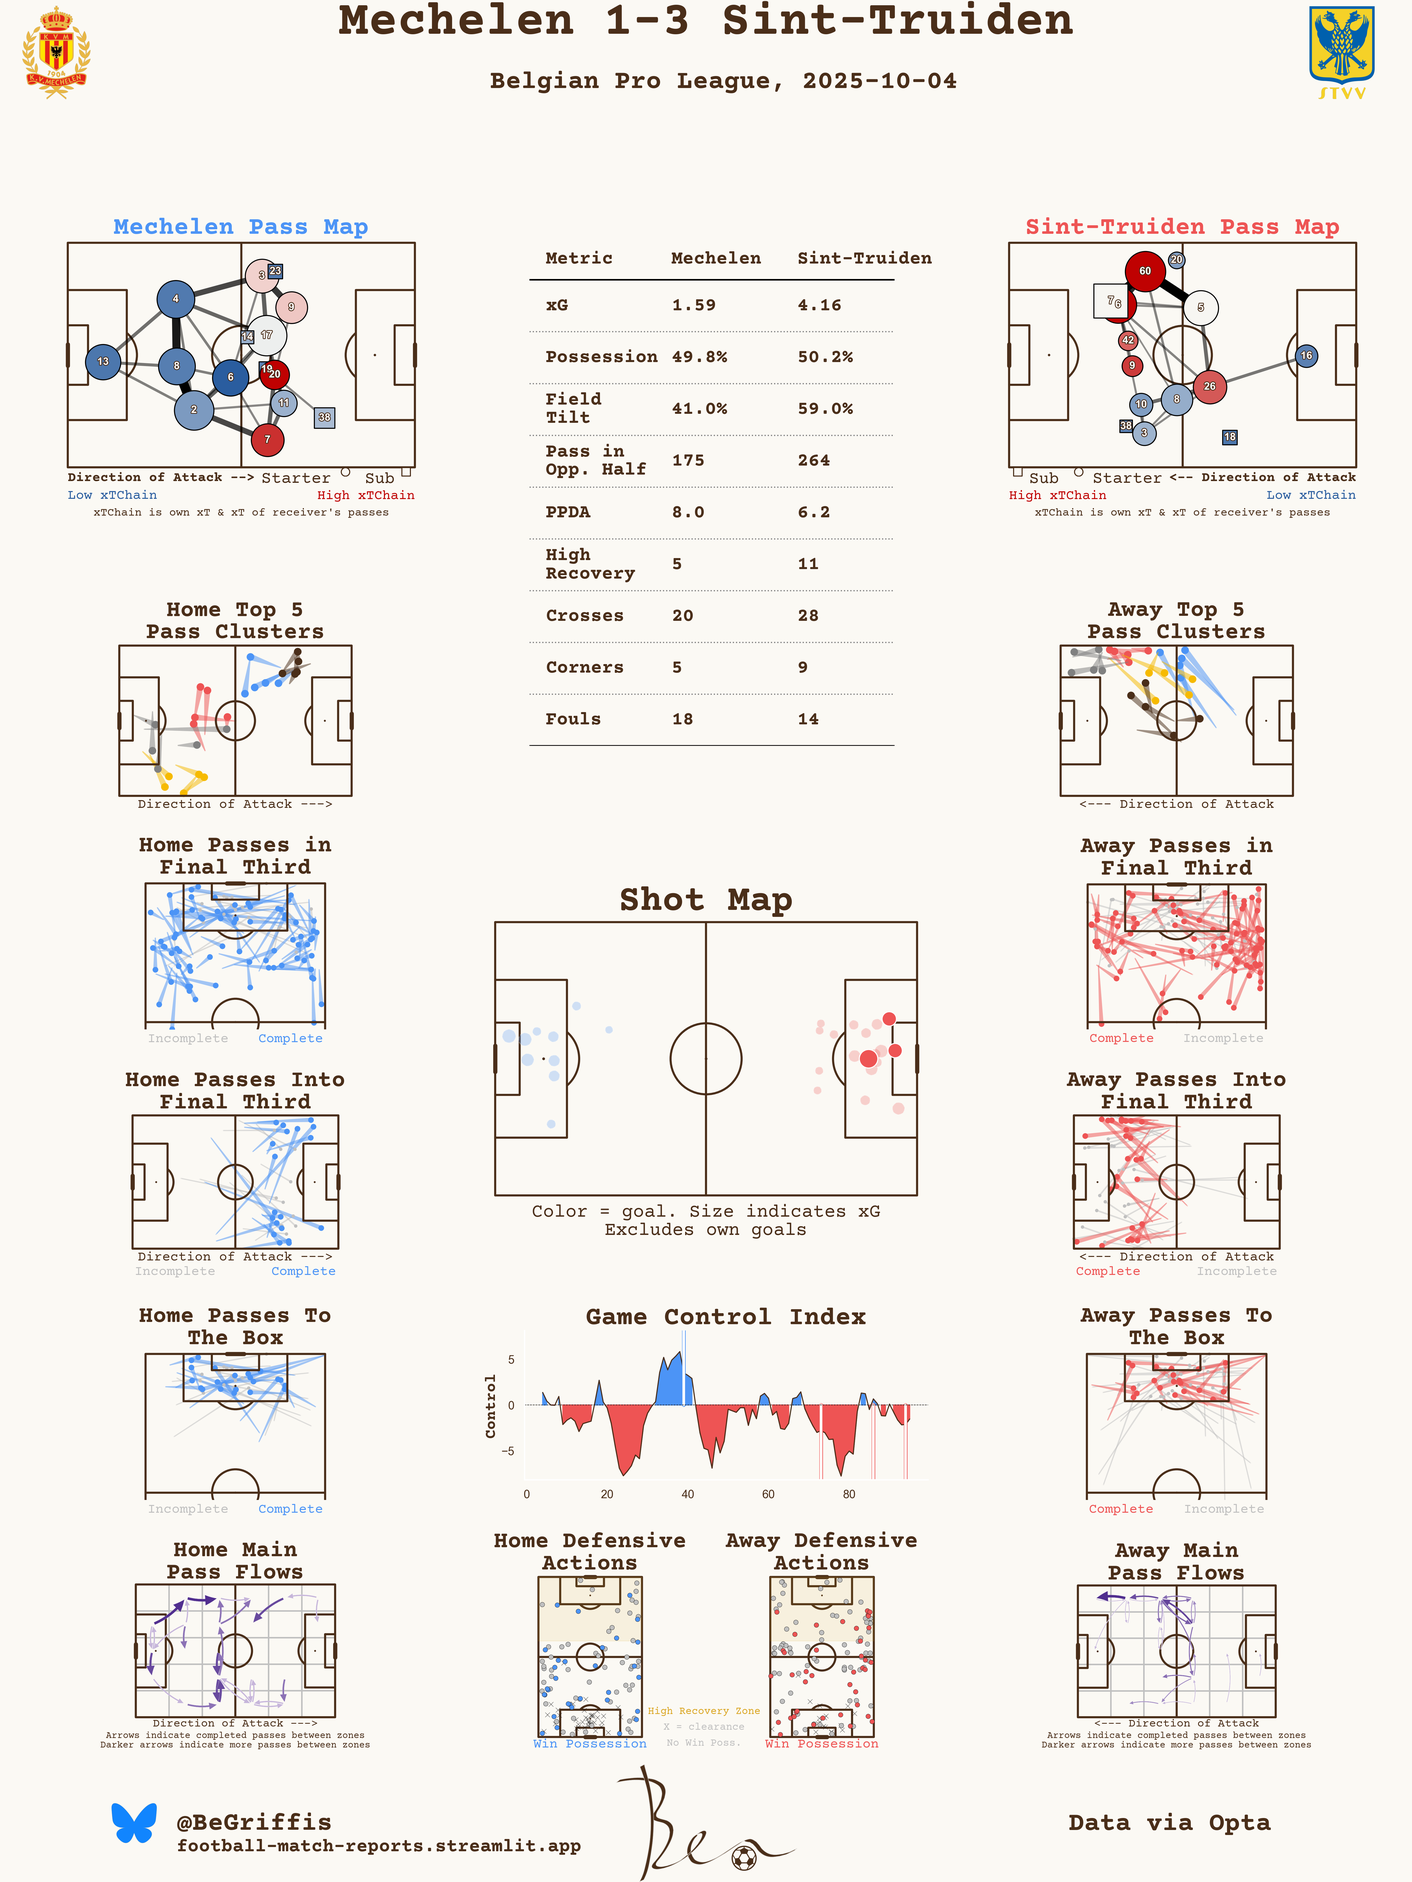 Mechelen 1-3 Sint-Truiden
Belgian Pro League, 2025-10-04
K V M
1904
K.V. MECHELEN
STVV
Mechelen Pass Map
3
23
4
9
14
17
13
8
6
19
20
2
11
38
7
Direction of Attack --> Starter Sub
Low xTChain High xTChain
xTChain is own xT & xT of receiver's passes
Metric Mechelen Sint-Truiden
xG 1.59 4.16
Possession 49.8% 50.2%
Field
Tilt 41.0% 59.0%
Pass in
Opp. Half 175 264
PPDA 8.0 6.2
High
Recovery 5 11
Crosses 20 28
Corners 5 9
Fouls 18 14
Sint-Truiden Pass Map
20
60
7
6
5
42
16
9
26
10
8
38
3
18
Sub Starter <-- Direction of Attack
High xTChain Low xTChain
xTChain is own xT & xT of receiver's passes
Home Top 5
Pass Clusters
Direction of Attack --->
Away Top 5
Pass Clusters
<--- Direction of Attack
Home Passes in
Final Third
Incomplete Complete
Away Passes in
Final Third
Complete Incomplete
Shot Map
Color = goal. Size indicates xG
Excludes own goals
Home Passes Into
Final Third
Direction of Attack --->
Incomplete Complete
Away Passes Into
Final Third
<--- Direction of Attack
Complete Incomplete
Home Passes To
The Box
Incomplete Complete
Game Control Index
Control
5
0
−5
0 20 40 60 80
Away Passes To
The Box
Complete Incomplete
Home Main
Pass Flows
Direction of Attack --->
Arrows indicate completed passes between zones
Darker arrows indicate more passes between zones
Home Defensive
Actions
Win Possession
Away Defensive
Actions
Win Possession
High Recovery Zone
X = clearance
No Win Poss.
Away Main
Pass Flows
<--- Direction of Attack
Arrows indicate completed passes between zones
Darker arrows indicate more passes between zones
@BeGriffis
football-match-reports.streamlit.app
Ben
Data via Opta